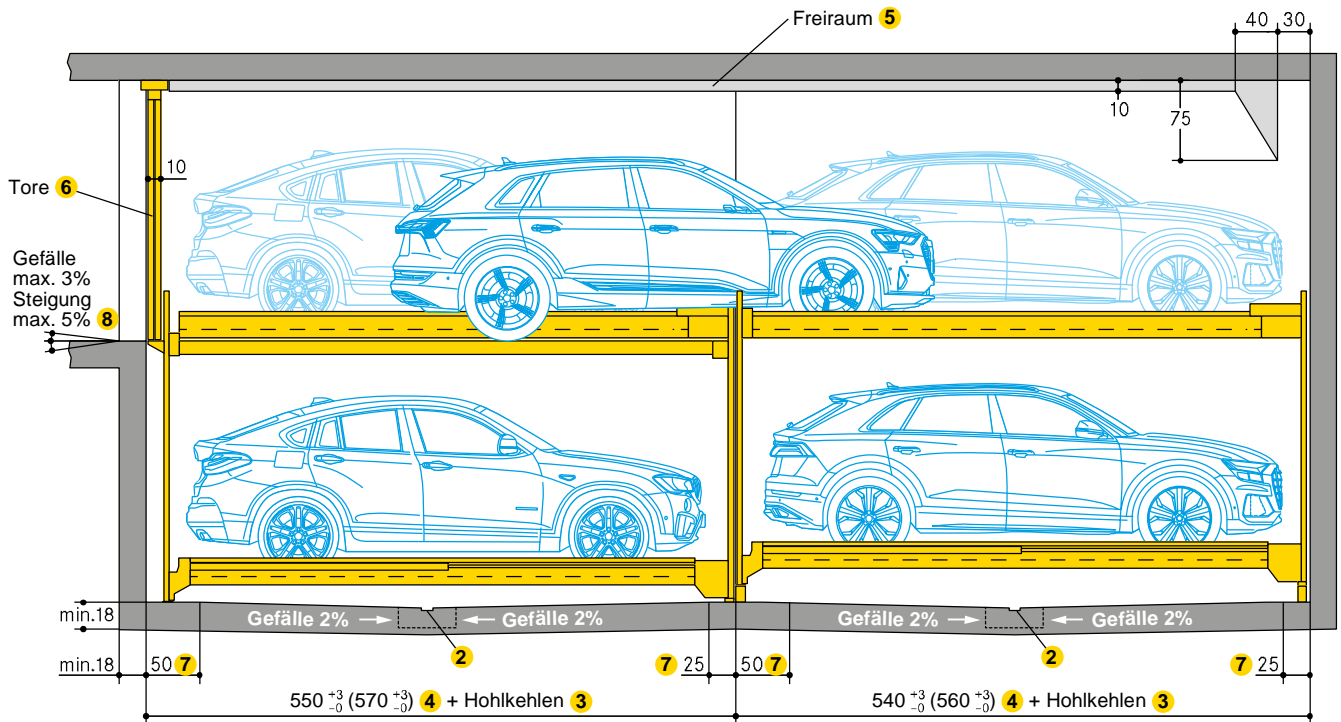 Freiraum 5
40 30
10
75
10
Tore 6
Gefälle
max. 3%
Steigung
max. 5% 8
min.18
Gefälle 2% Gefälle 2%
Gefälle 2% Gefälle 2%
2
2
min.18 50 7
7 25 50 7
7 25
550 +3 -0 (570 +3 -0) 4 + Hohlkehlen 3
540 +3 -0 (560 +3 -0) 4 + Hohlkehlen 3